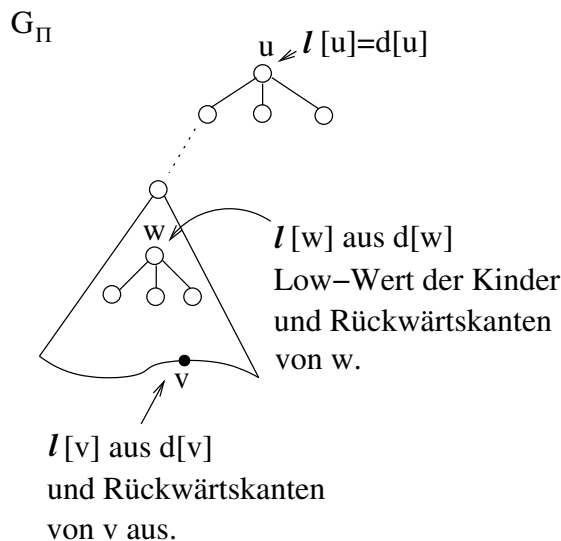 G_Π
u
l[u]=d[u]
w
l[w] aus d[w]
Low−Wert der Kinder
und Rückwärtskanten
von w.
v
l[v] aus d[v]
und Rückwärtskanten
von v aus.